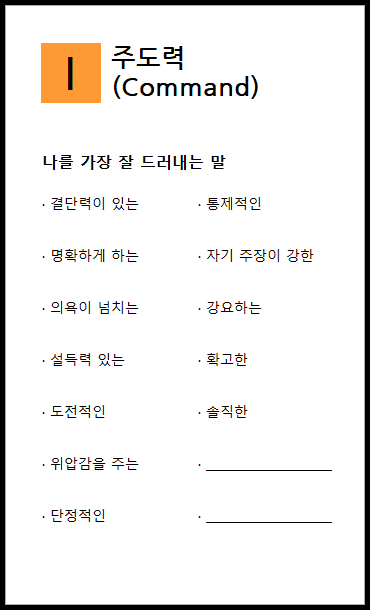 I
주도력
(Command)
나를 가장 잘 드러내는 말
· 결단력이 있는
· 통제적인
· 명확하게 하는
· 자기 주장이 강한
· 의욕이 넘치는
· 강요하는
· 설득력 있는
· 확고한
· 도전적인
· 솔직한
· 위압감을 주는
· ________________
· 단정적인
· ________________